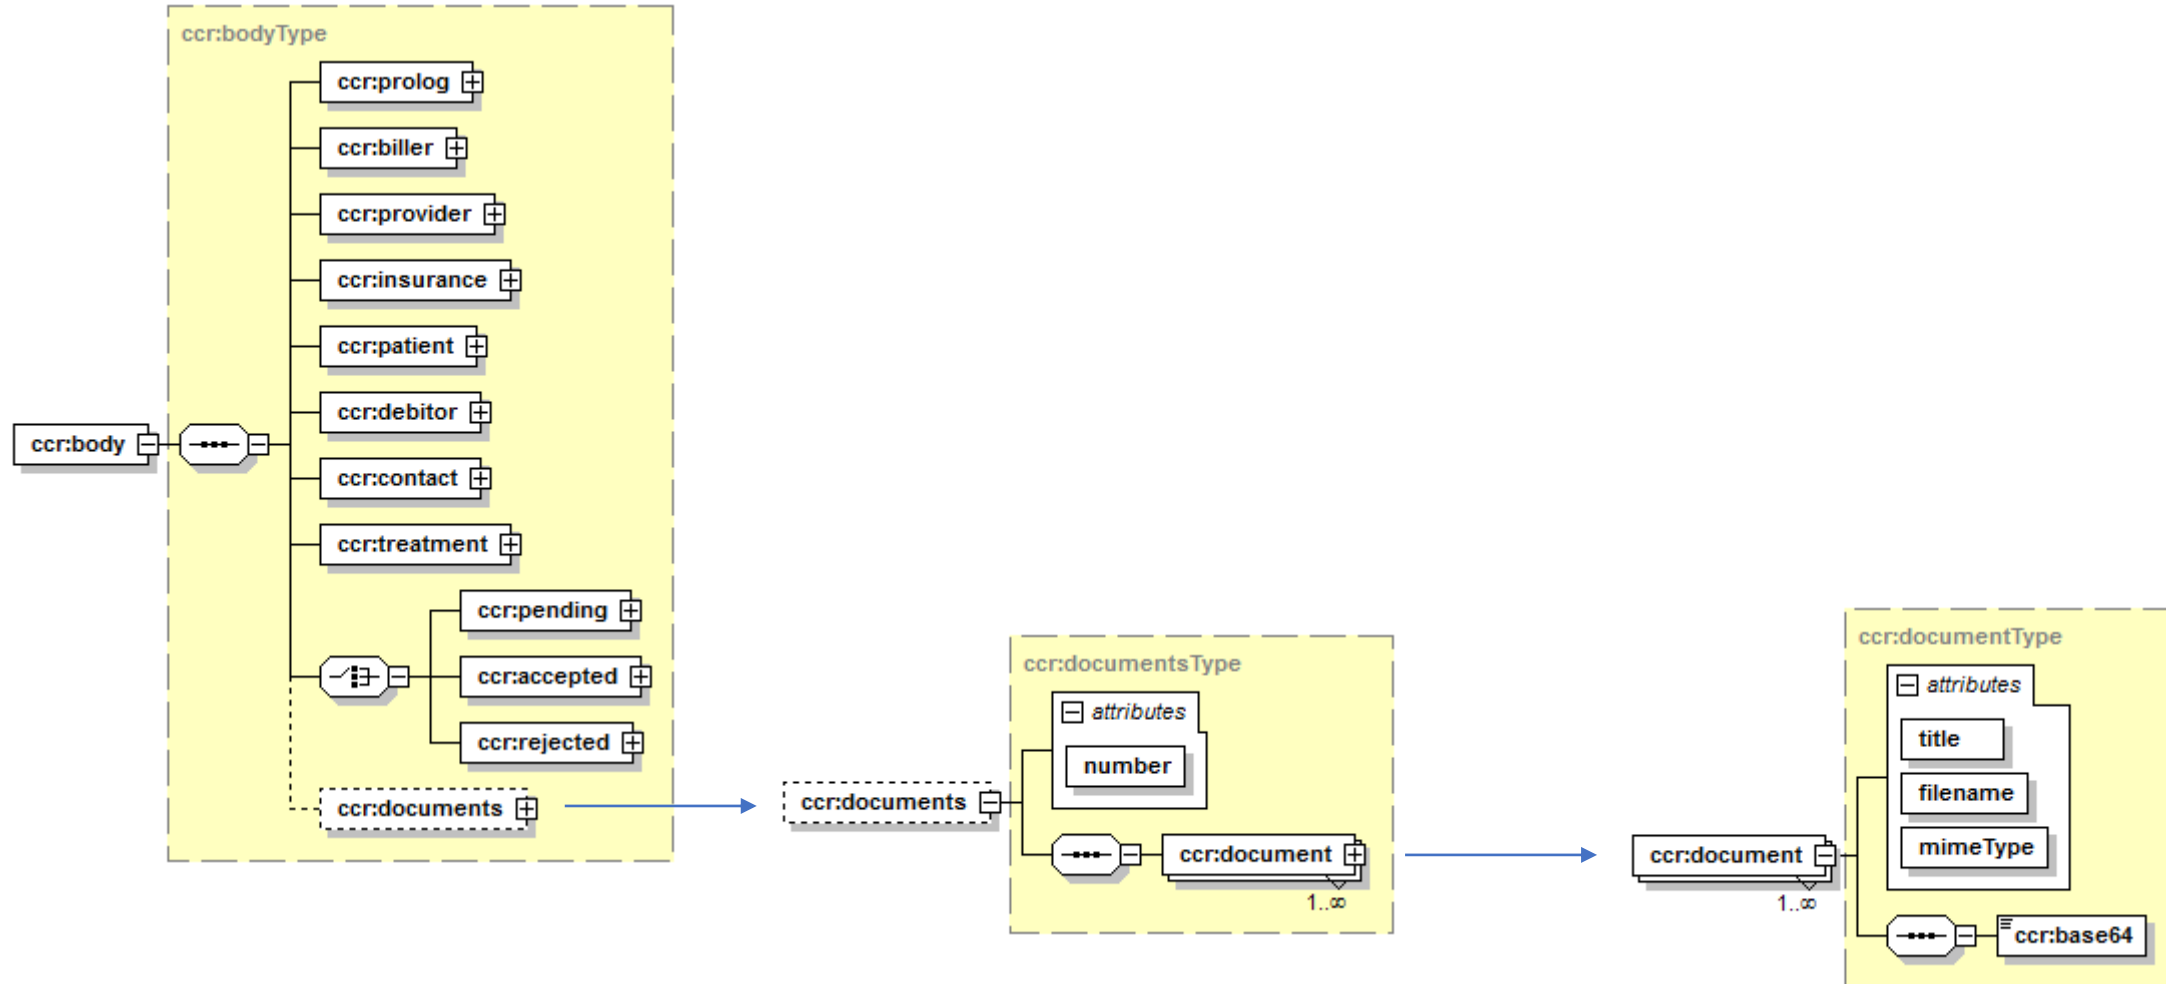 ccr:bodyType
ccr:prolog
ccr:biller
ccr:provider
ccr:insurance
ccr:patient
ccr:debitor
ccr:body
ccr:contact
ccr:treatment
ccr:pending
ccr:accepted
ccr:rejected
ccr:documents
ccr:documentsType
attributes
number
ccr:documents
ccr:document
1..∞
ccr:documentType
attributes
title
filename
mimeType
ccr:document
1..∞
ccr:base64